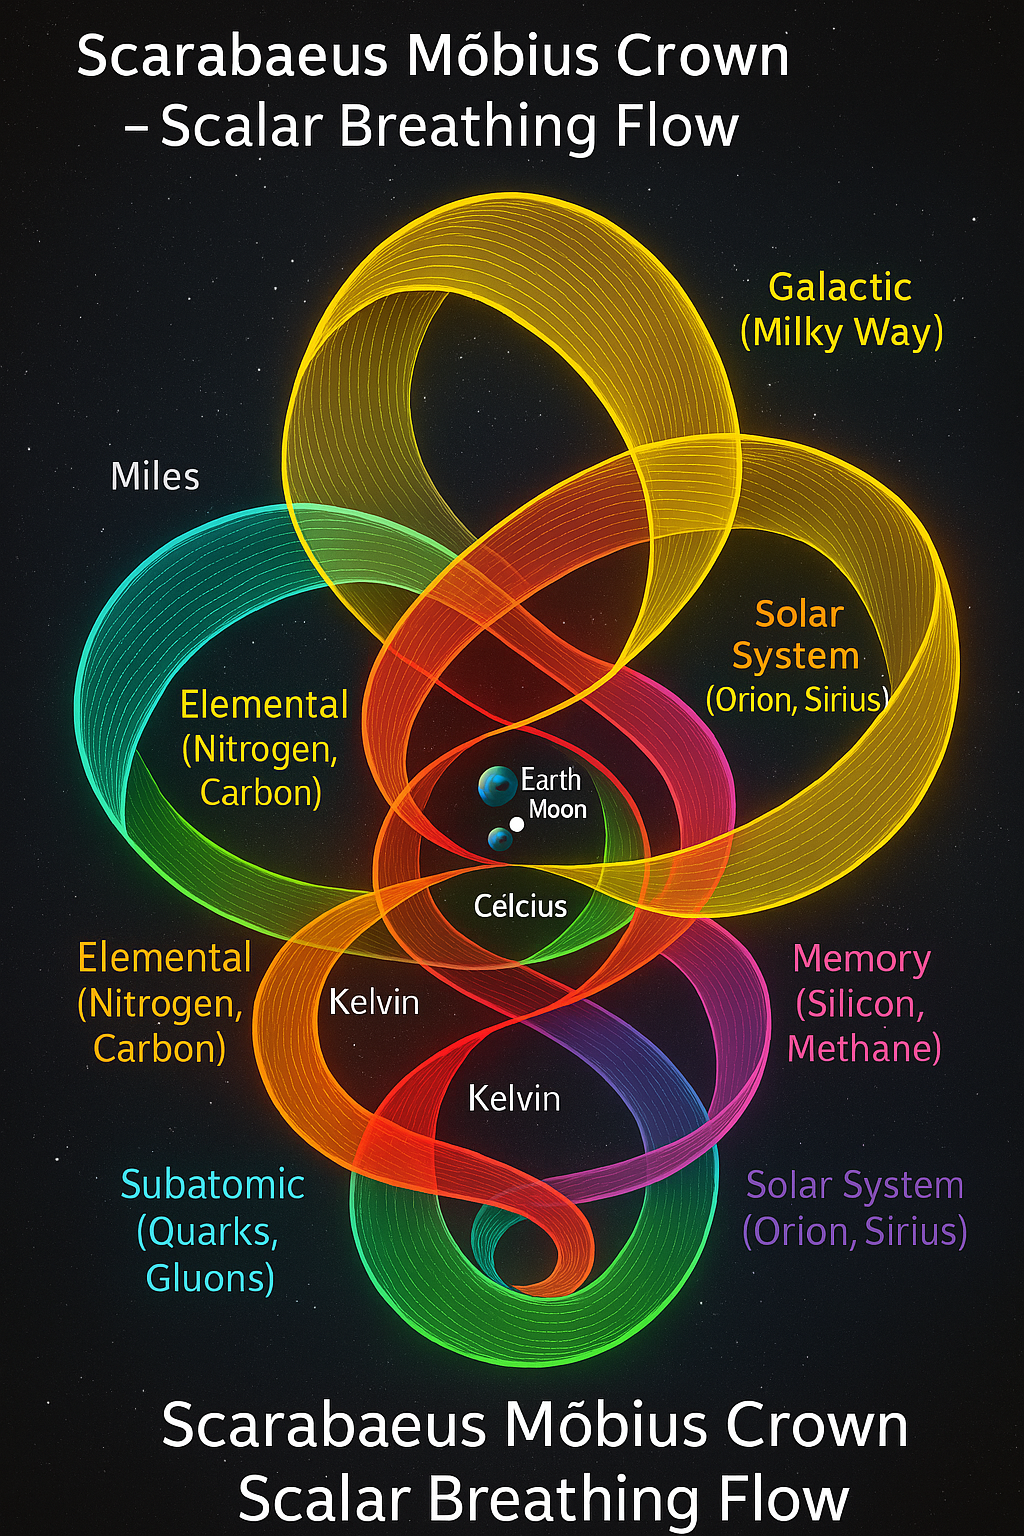 Scarabaeus Mõbius Crown
– Scalar Breathing Flow
Galactic
(Milky Way)
Miles
Solar
System
(Orion, Sirius)
Elemental
(Nitrogen,
Carbon)
Earth
Moon
Célcius
Elemental
(Nitrogen,
Carbon)
Kelvin
Memory
(Silicon,
Methane)
Kelvin
Subatomic
(Quarks,
Gluons)
Solar System
(Orion, Sirius)
Scarabaeus Mõbius Crown
Scalar Breathing Flow